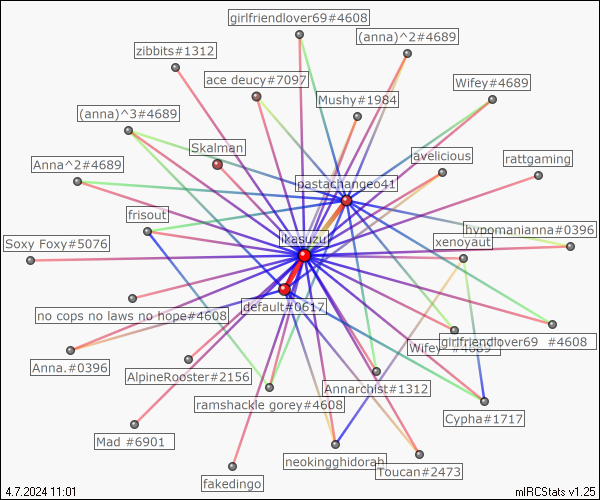 girlfriendlover69#4608
(anna)^2#4689
zibbits#1312
ace deucy#7097
Wifey#4689
Mushy#1984
(anna)^3#4689
Skalman
avelicious
rattgaming
Anna^2#4689
pastachangeo41
frisout
hypomanianna#0396
Soxy Foxy#5076
ikasuzu
xenoyaut
default#0617
no cops no laws no hope#4608
girlfriendlover69 #4608
Anna.#0396
AlpineRooster#2156
Annarchist#1312
ramshackle gorey#4608
Cypha#1717
Mad #6901
neokingghidorah
Toucan#2473
fakedingo
4.7.2024 11:01
mIRCStats v1.25